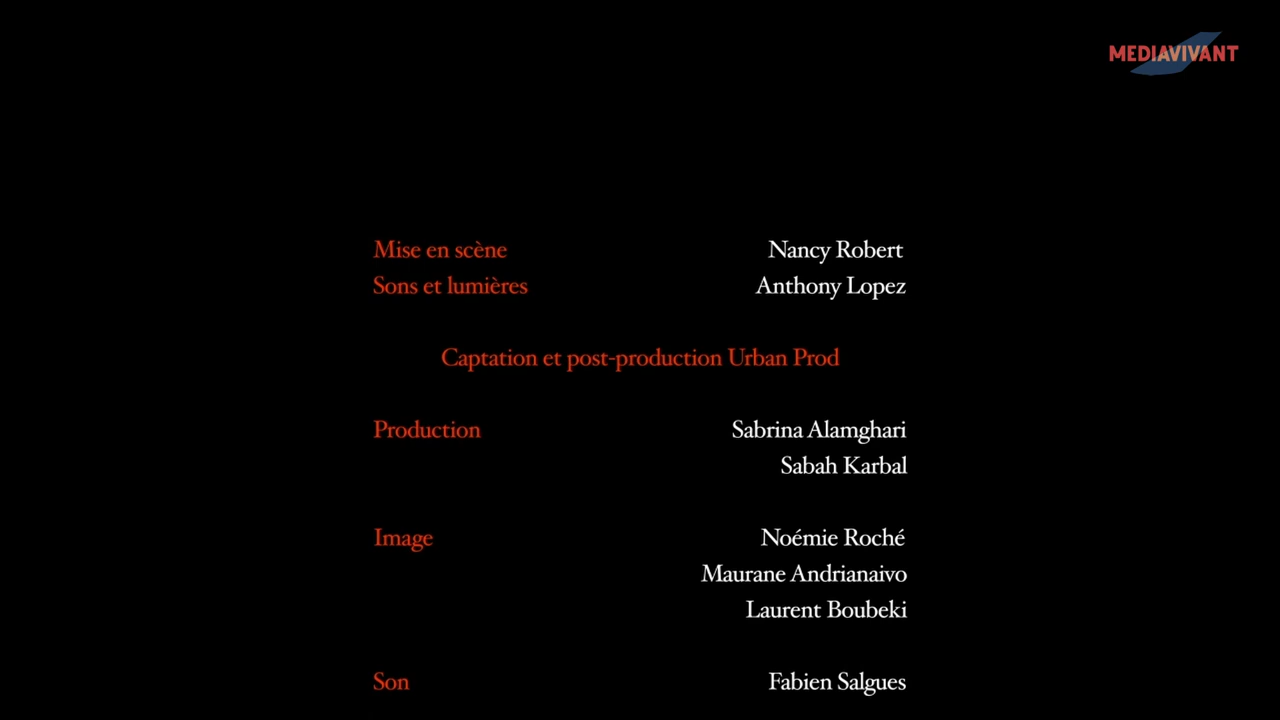 MEDIAVIVANT
Mise en scène Nancy Robert
Sons et lumières Anthony Lopez
Captation et post-production Urban Prod
Production Sabrina Alamghari
Sabah Karbal
Image Noémie Roché
Maurane Andrianaivo
Laurent Boubeki
Son Fabien Salgues